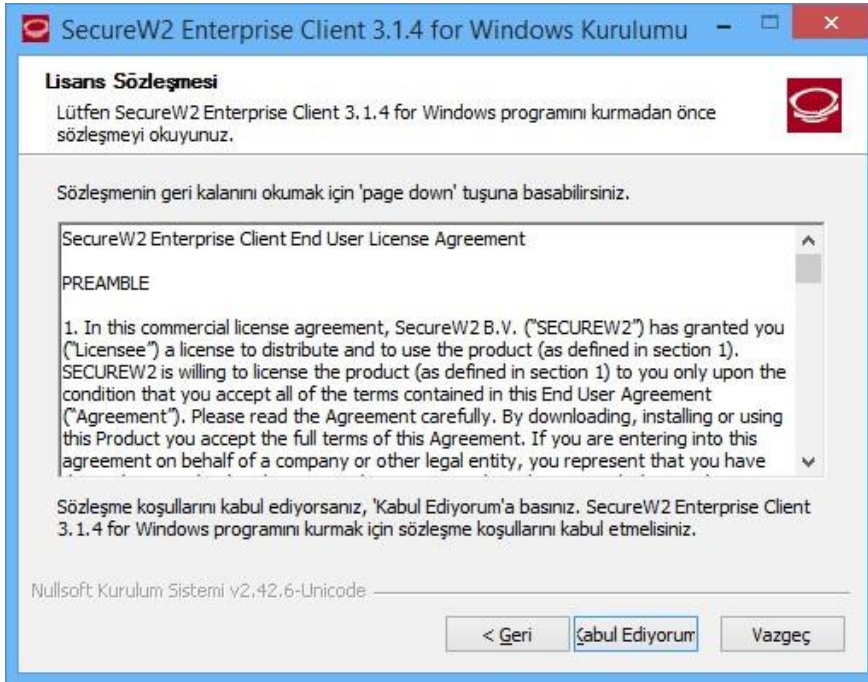 SecureW2 Enterprise Client 3.1.4 for Windows Kurulumu
Lisans Sözleşmesi
Lütfen SecureW2 Enterprise Client 3.1.4 for Windows programını kurmadan önce
sözleşmeyi okuyunuz.
Sözleşmenin geri kalanını okumak için 'page down' tuşuna basabilirsiniz.
SecureW2 Enterprise Client End User License Agreement
PREAMBLE
1. In this commercial license agreement, SecureW2 B.V. ("SECUREW2") has granted you
("Licensee") a license to distribute and to use the product (as defined in section 1).
SECUREW2 is willing to license the product (as defined in section 1) to you only upon the
condition that you accept all of the terms contained in this End User Agreement
("Agreement"). Please read the Agreement carefully. By downloading, installing or using
this Product you accept the full terms of this Agreement. If you are entering into this
agreement on behalf of a company or other legal entity, you represent that you have
Sözleşme koşullarını kabul ediyorsanız, 'Kabul Ediyorum'a basınız. SecureW2 Enterprise Client
3.1.4 for Windows programını kurmak için sözleşme koşullarını kabul etmelisiniz.
Nullsoft Kurulum Sistemi v2.42.6-Unicode
< Geri Kabul Ediyorum Vazgeç